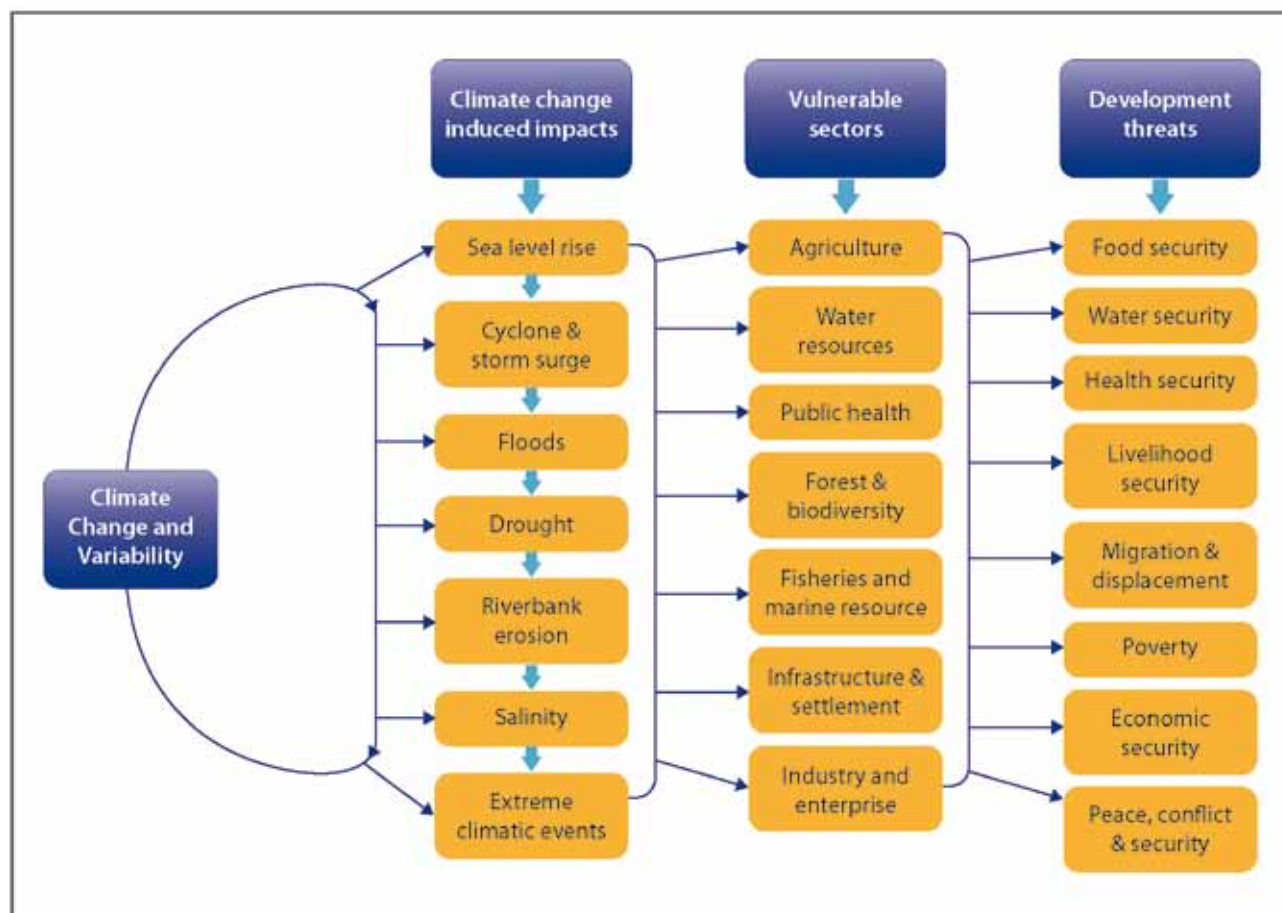 Climate change
induced impacts
Sea level rise
Cyclone &
storm surge
Floods
Drought
Riverbank
erosion
Salinity
Extreme
climatic events
Vulnerable
sectors
Agriculture
Water
resources
Public health
Forest &
biodiversity
Fisheries and
marine resource
Infrastructure &
settlement
Industry and
enterprise
Development
threats
Food security
Water security
Health security
Livelihood
security
Migration &
displacement
Poverty
Economic
security
Peace, conflict
& security
Climate
Change and
Variability